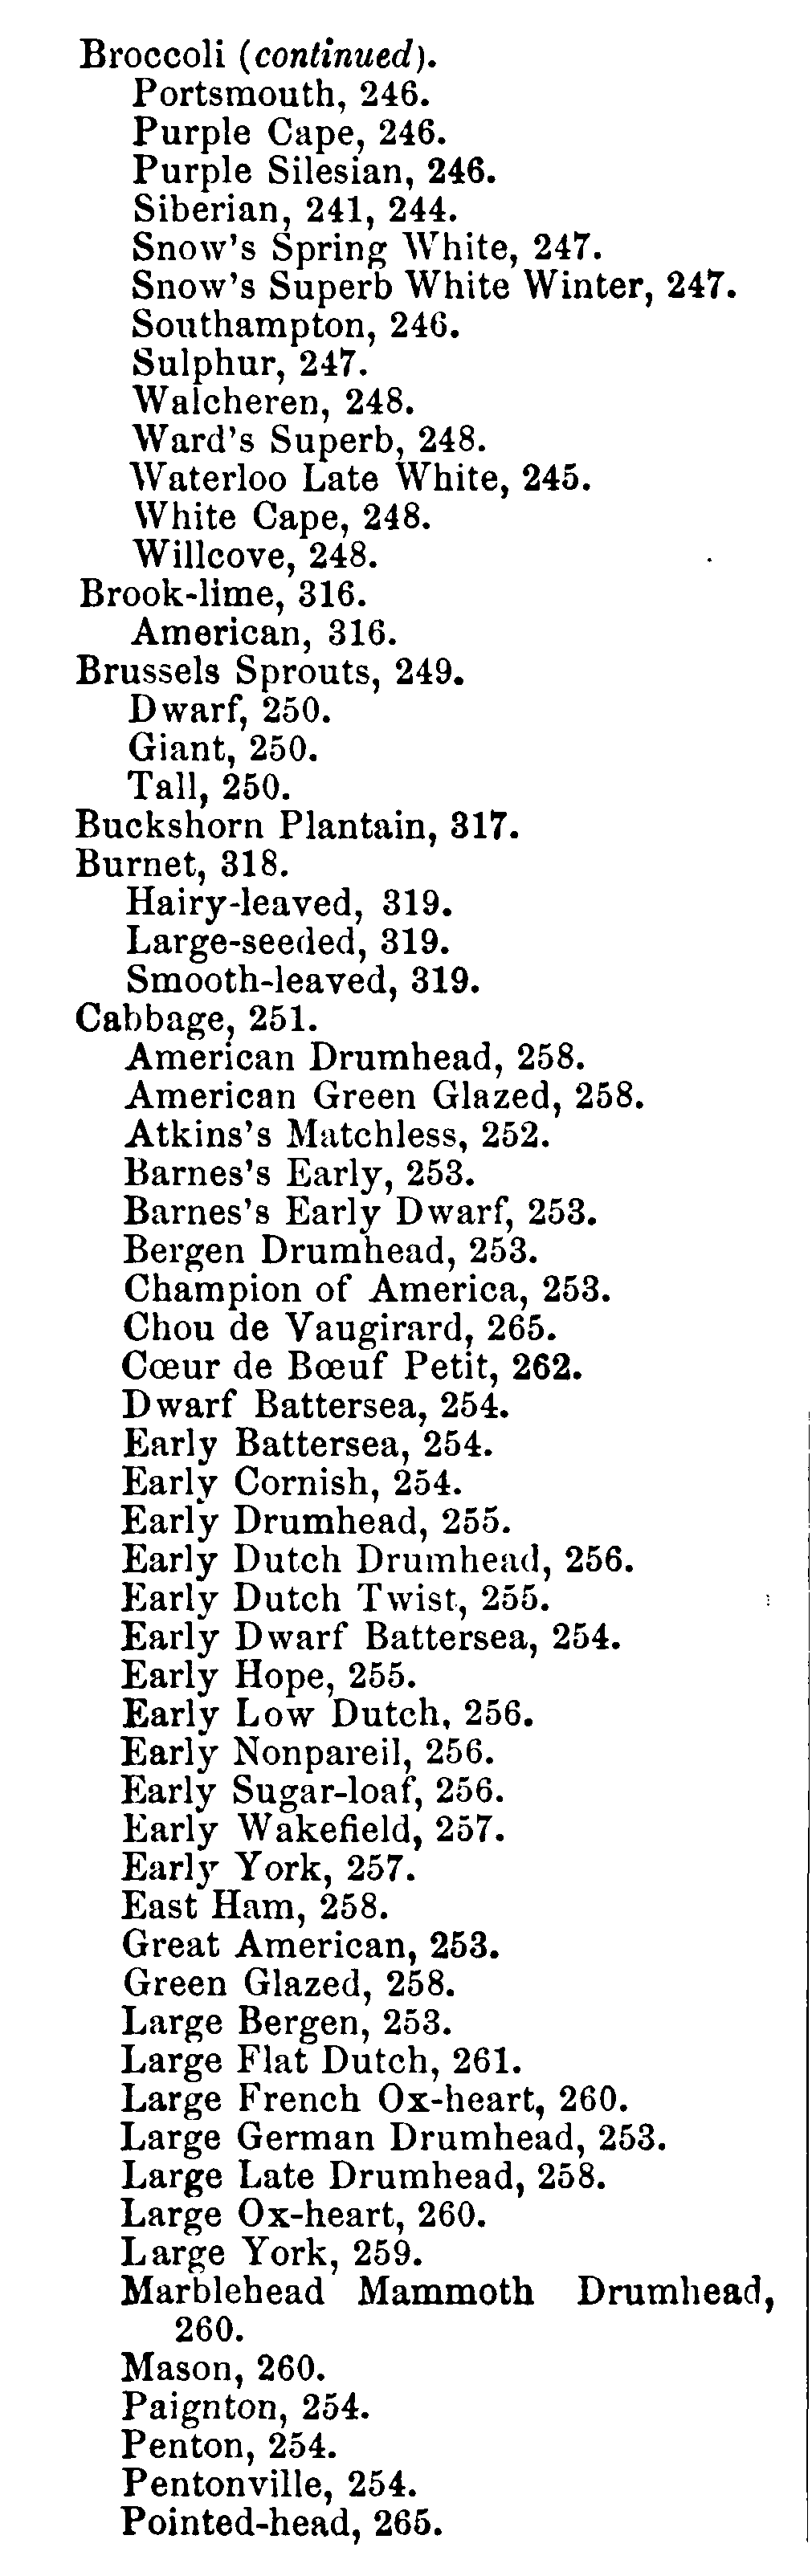 Broccoli (continued).
Portsmouth, 246.
Purple Cape, 246.
Purple Silesian, 246.
Siberian, 241, 244.
Snow's Spring White, 247.
Snow's Superb White Winter, 247.
Southampton, 246.
Sulphur, 247.
Walcheren, 248.
Ward's Superb, 248.
Waterloo Late White, 245.
White Cape, 248.
Willcove, 248.
Brook-lime, 316.
American, 316.
Brussels Sprouts, 249.
Dwarf, 250.
Giant, 250.
Tall, 250.
Buckshorn Plantain, 317.
Burnet, 318.
Hairy-leaved, 319.
Large-seeded, 319.
Smooth-leaved, 319.
Cabbage, 251.
American Drumhead, 258.
American Green Glazed, 258.
Atkins's Matchless, 252.
Barnes's Early, 253.
Barnes's Early Dwarf, 253.
Bergen Drumhead, 253.
Champion of America, 253.
Chou de Vaugirard, 265.
Cœur de Bœuf Petit, 262.
Dwarf Battersea, 254.
Early Battersea, 254.
Early Cornish, 254.
Early Drumhead, 255.
Early Dutch Drumhead, 256.
Early Dutch Twist, 255.
Early Dwarf Battersea, 254.
Early Hope, 255.
Early Low Dutch, 256.
Early Nonpareil, 256.
Early Sugar-loaf, 256.
Early Wakefield, 257.
Early York, 257.
East Ham, 258.
Great American, 253.
Green Glazed, 258.
Large Bergen, 253.
Large Flat Dutch, 261.
Large French Ox-heart, 260.
Large German Drumhead, 253.
Large Late Drumhead, 258.
Large Ox-heart, 260.
Large York, 259.
Marblehead Mammoth Drumhead,
260.
Mason, 260.
Paignton, 254.
Penton, 254.
Pentonville, 254.
Pointed-head, 265.